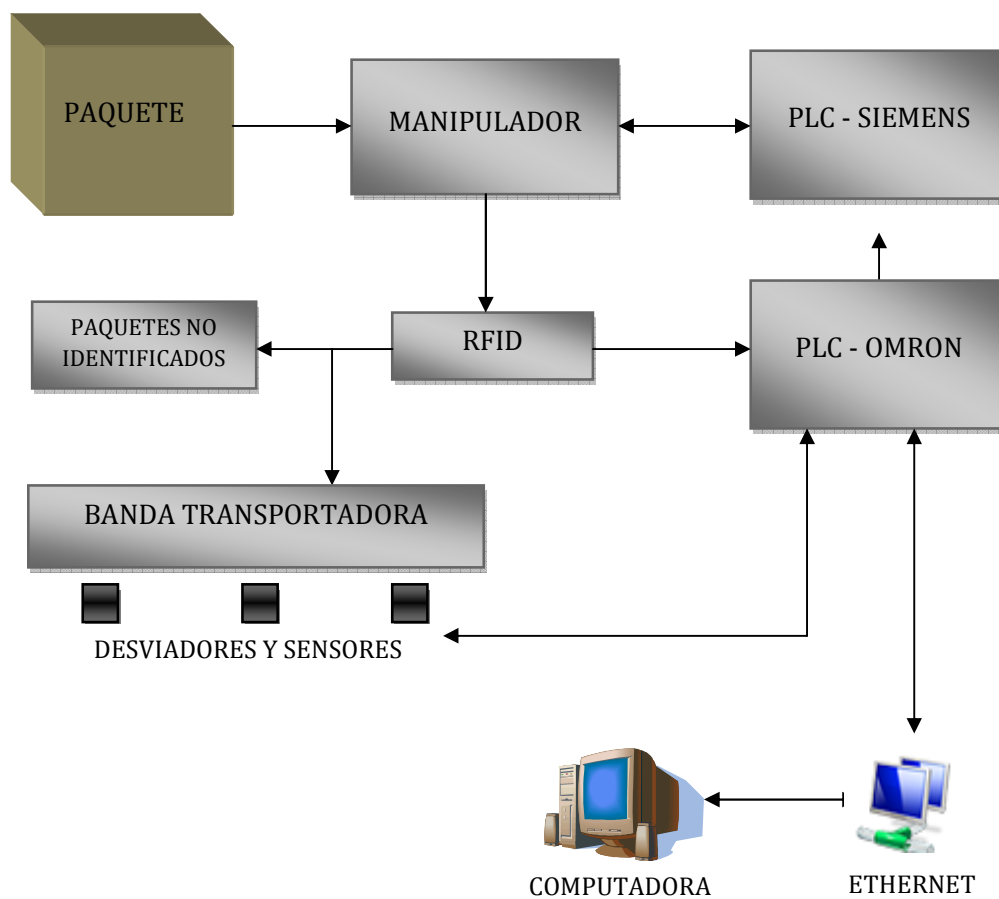 PAQUETE
MANIPULADOR
PLC - SIEMENS
PAQUETES NO
IDENTIFICADOS
RFID
PLC - OMRON
BANDA TRANSPORTADORA
DESVIADORES Y SENSORES
COMPUTADORA
ETHERNET